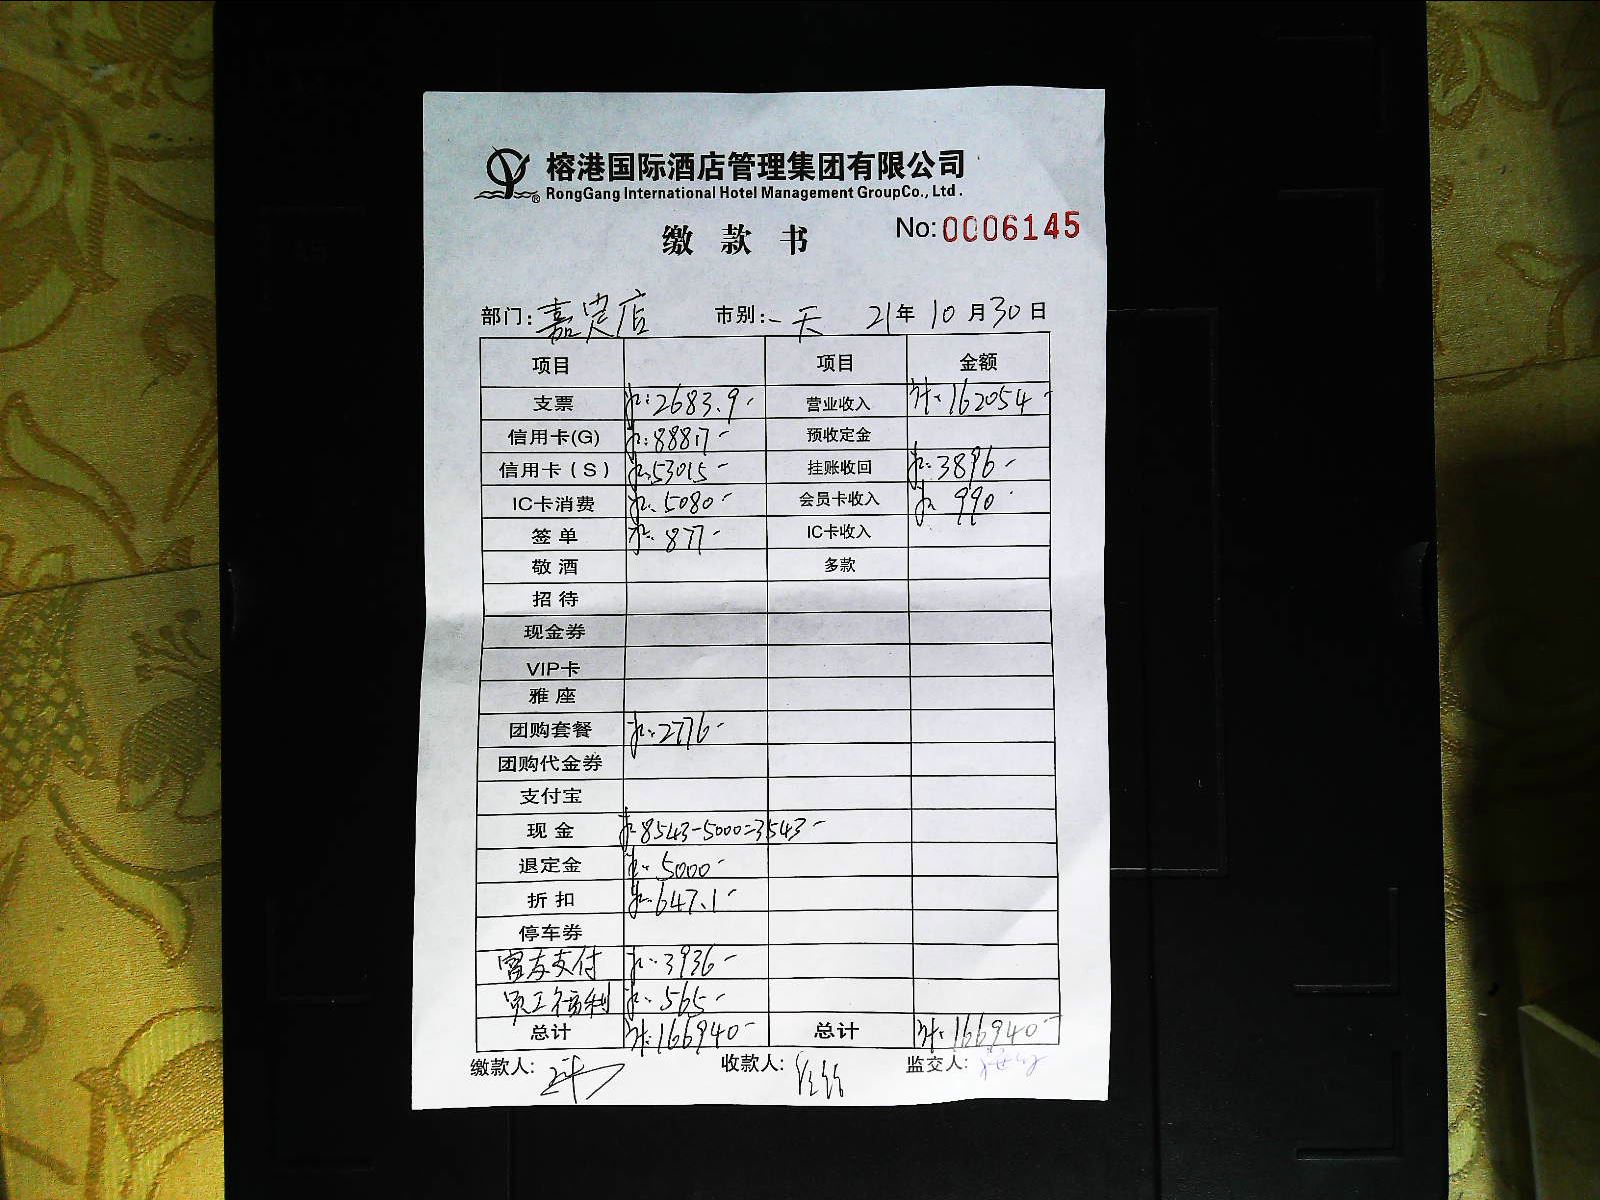 榕港国际酒店管理集团有限公司
® RongGang International Hotel Management GroupCo., Ltd.
缴款书 No:0006145
部门:嘉定店 市别:一天 21年10月30日
项目 项目 金额
支票 2683.9- 营业收入 计:162054-
信用卡(G) 88817- 预收定金
信用卡(S) 53015- 挂账收回 3896-
IC卡消费 5080- 会员卡收入 990-
签单 877- IC卡收入
敬酒 多款
招待
现金券
VIP卡
雅座
团购套餐 2776-
团购代金券
支付宝
现金 8543-5000=3543-
退定金 5000-
折扣 647.1-
停车券
支付 3936-
员工福利 565-
总计 计:166940- 总计 计:166940-
缴款人: 收款人: 监交人: